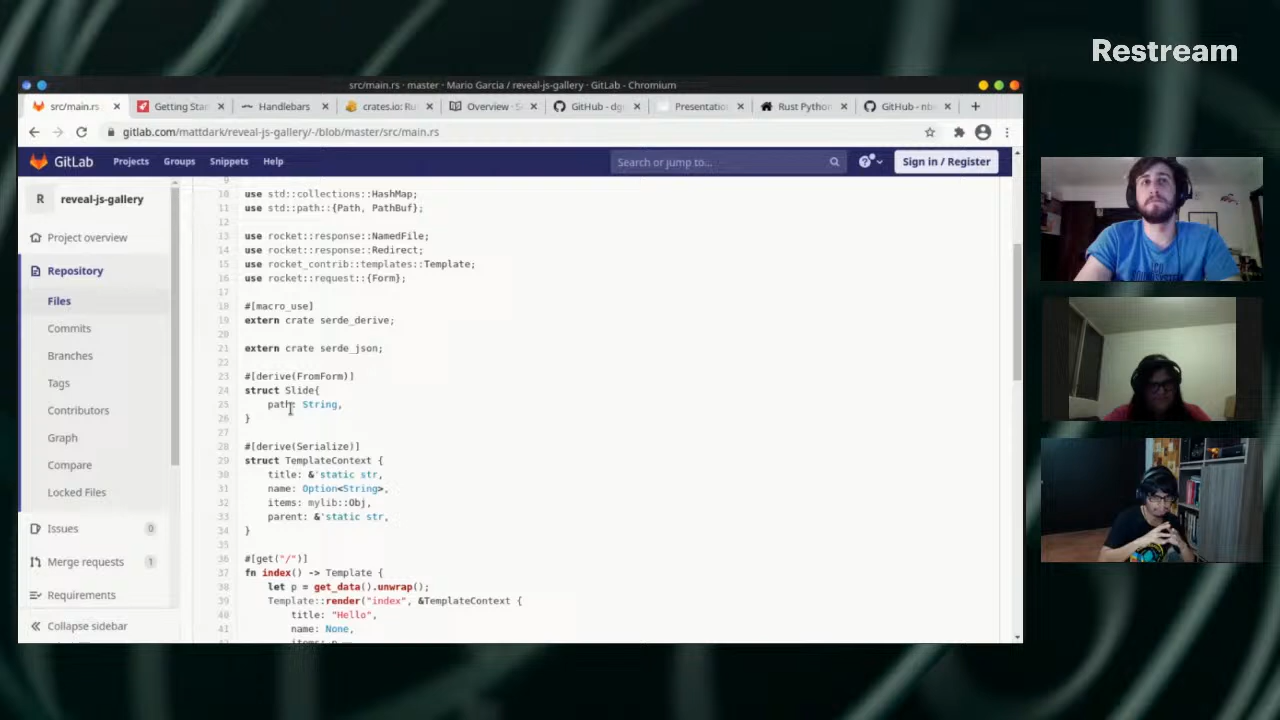 Restream
src/main.rs · master · Mario Garcia / reveal-js-gallery · GitLab - Chromium
src/main.rs
Getting Star
Handlebars
crates.io: Ru
Overview · S
GitHub - dg
Presentatio
Rust Python
GitHub - nb
gitlab.com/mattdark/reveal-js-gallery/-/blob/master/src/main.rs
GitLab
Projects
Groups
Snippets
Help
Search or jump to...
Sign in / Register
R
reveal-js-gallery
Project overview
Repository
Files
Commits
Branches
Tags
Contributors
Graph
Compare
Locked Files
Issues 0
Merge requests 1
Requirements
Collapse sidebar
9
10 use std::collections::HashMap;
11 use std::path::{Path, PathBuf};
12
13 use rocket::response::NamedFile;
14 use rocket::response::Redirect;
15 use rocket_contrib::templates::Template;
16 use rocket::request::{Form};
17
18 #[macro_use]
19 extern crate serde_derive;
20
21 extern crate serde_json;
22
23 #[derive(FromForm)]
24 struct Slide{
25 path: String,
26 }
27
28 #[derive(Serialize)]
29 struct TemplateContext {
30 title: &'static str,
31 name: Option<String>,
32 items: mylib::Obj,
33 parent: &'static str,
34 }
35
36 #[get("/")]
37 fn index() -> Template {
38 let p = get_data().unwrap();
39 Template::render("index", &TemplateContext {
40 title: "Hello",
41 name: None,